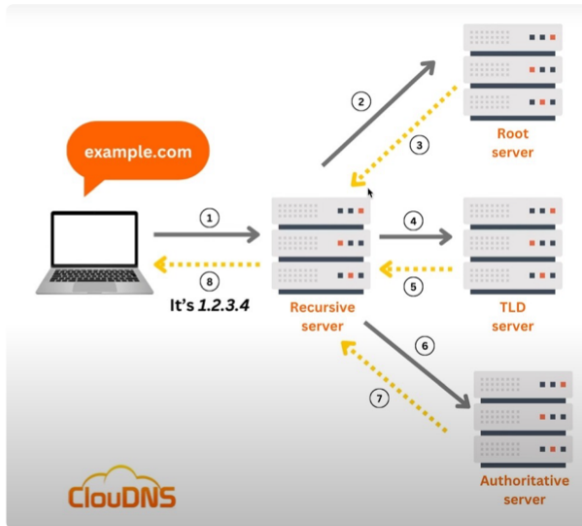 example.com
1
2
3
4
5
6
7
8
It's 1.2.3.4
Root
server
Recursive
server
TLD
server
Authoritative
server
ClouDNS